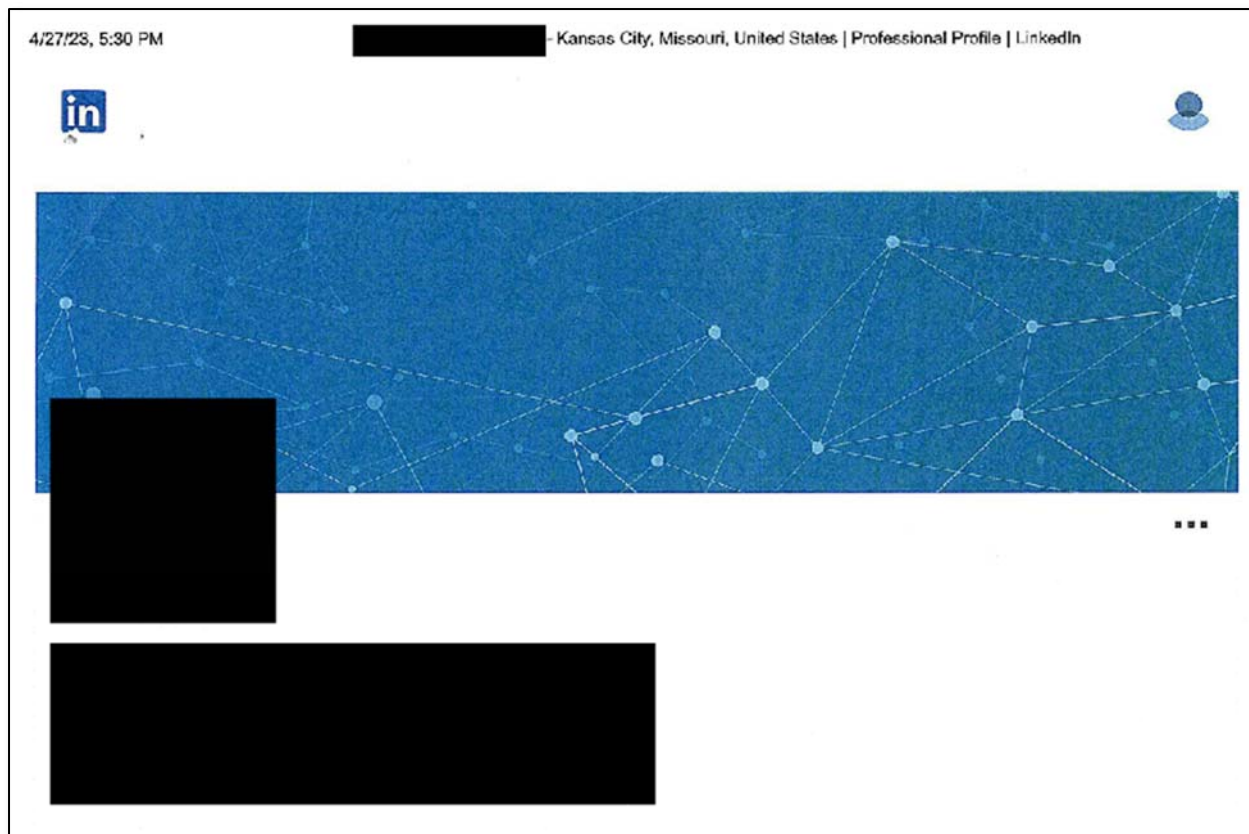 4/27/23, 5:30 PM
- Kansas City, Missouri, United States | Professional Profile | LinkedIn
in